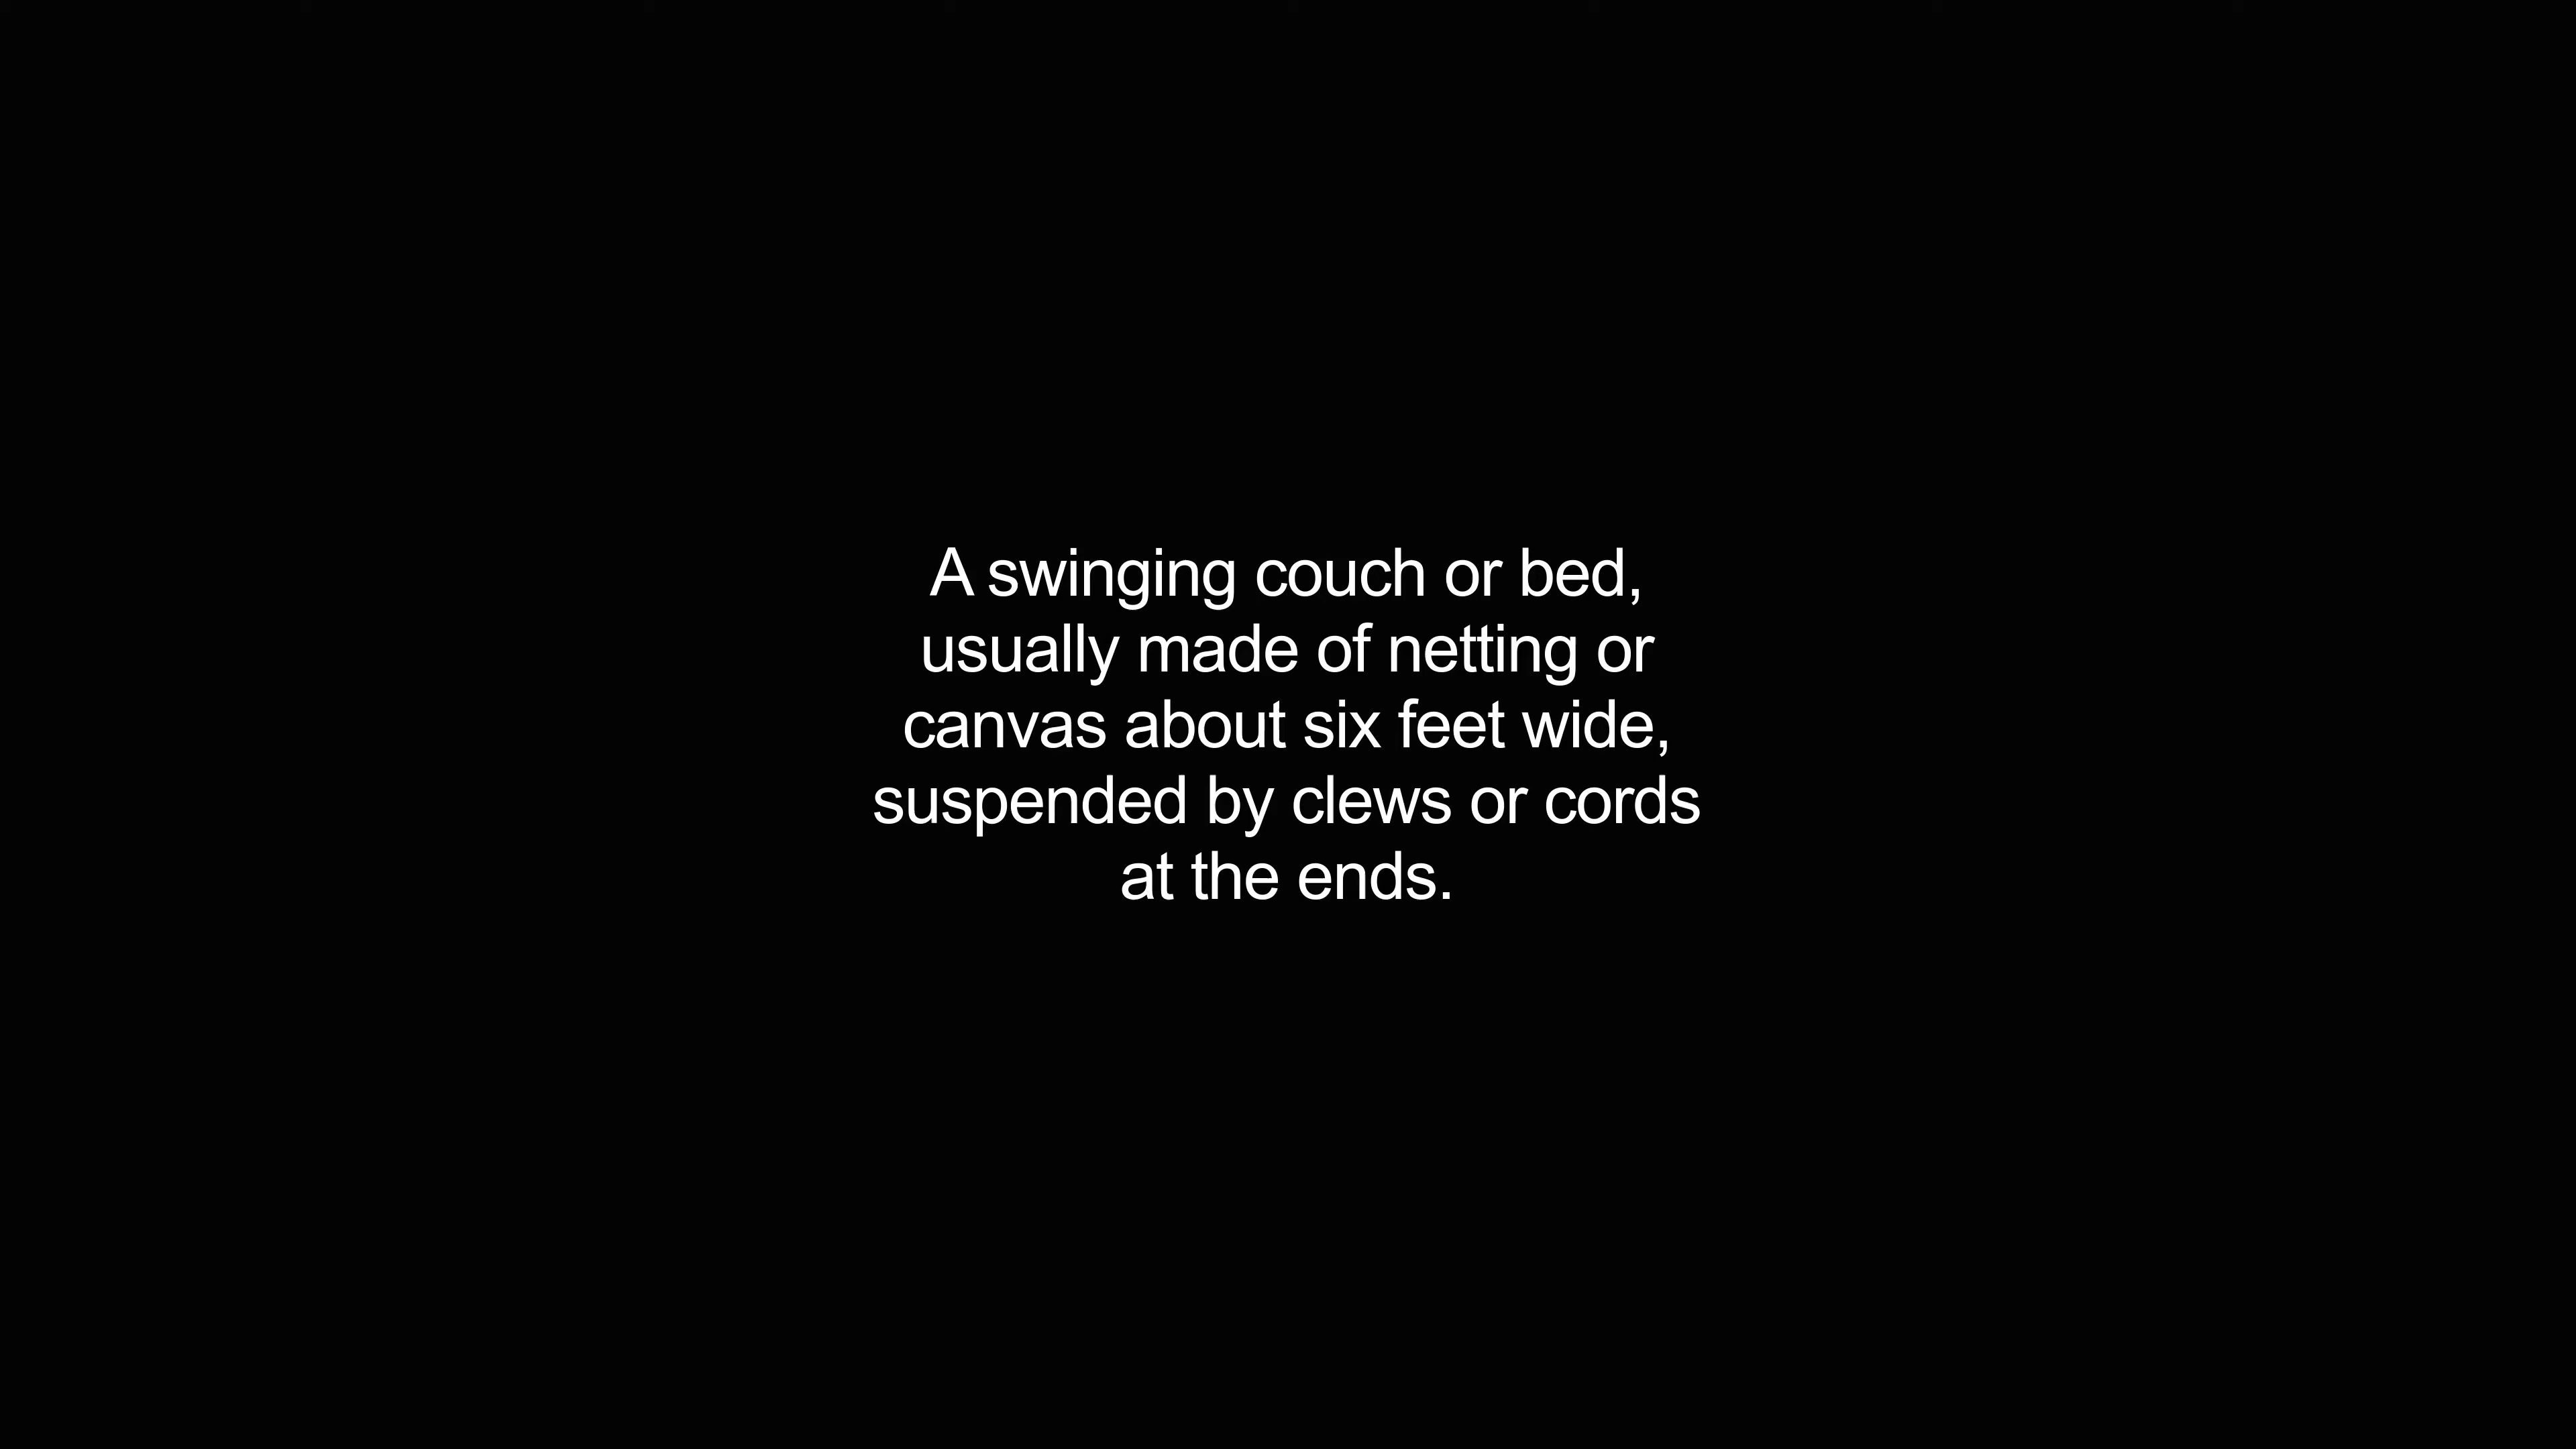 A swinging couch or bed,
usually made of netting or
canvas about six feet wide,
suspended by clews or cords
at the ends.